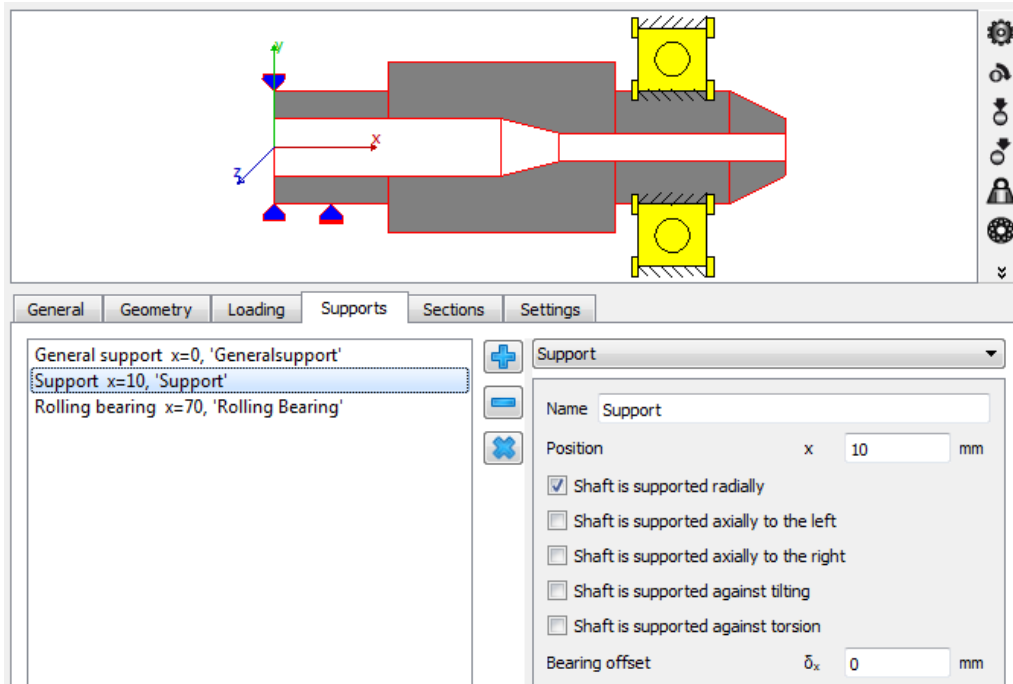 y
x
z
General Geometry Loading Supports Sections Settings
General support x=0, 'Generalsupport'
Support x=10, 'Support'
Rolling bearing x=70, 'Rolling Bearing'
Support
Name Support
Position x 10 mm
Shaft is supported radially
Shaft is supported axially to the left
Shaft is supported axially to the right
Shaft is supported against tilting
Shaft is supported against torsion
Bearing offset δx 0 mm